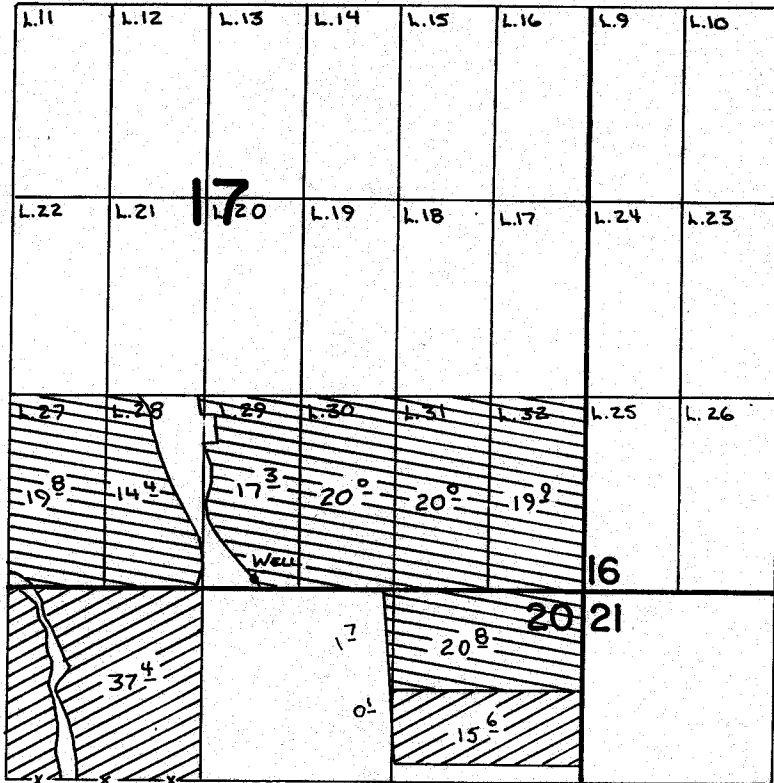 L.11 L.12 L.13 L.14 L.15 L.16 L.9 L.10
17
L.22 L.21 L.20 L.19 L.18 L.17 L.24 L.23
L.27 L.28 L.29 L.30 L.31 L.32 L.25 L.26
19 8 14 4 17 3 20 0 20 0 19 9
WELL
16
20 21
1 7 20 8
37 4
0 1 15 6
x x x